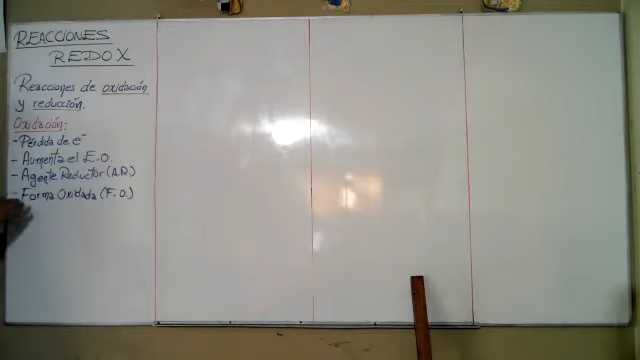 REACCIONES
REDOX
Reacciones de oxidación
y reducción.
Oxidación:
- Pérdida de e⁻
- Aumenta el E.O.
- Agente Reductor (A.R.)
- Forma Oxidada (F.O.)